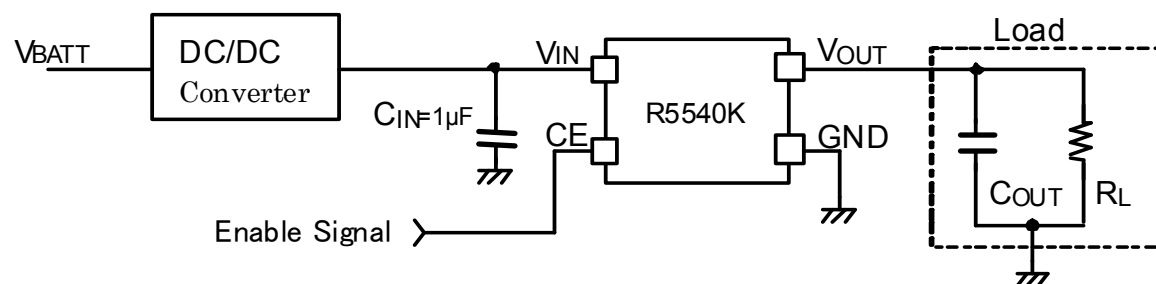 Load
VBATT
DC/DC
Converter
VIN
VOUT
CIN=1µF
R5540K
CE
GND
COUT
RL
Enable Signal